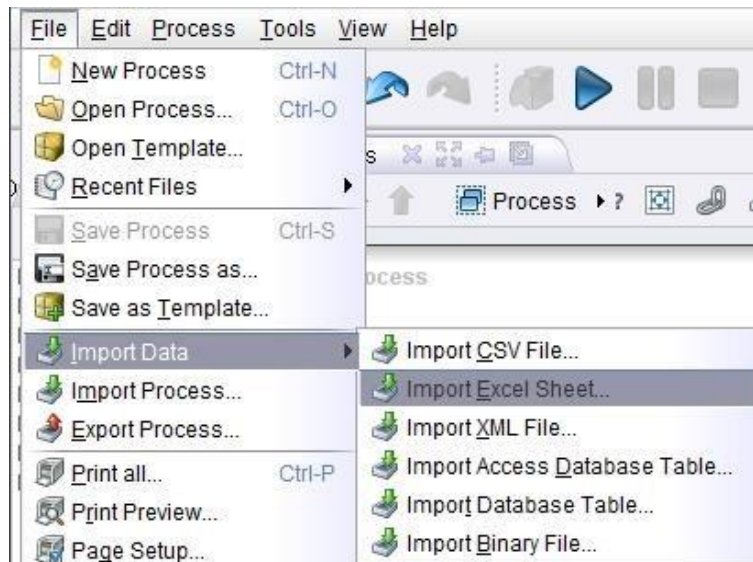 File Edit Process Tools View Help
New Process Ctrl-N
Open Process... Ctrl-O
Open Template...
s
Recent Files
Process ?
Save Process Ctrl-S
Save Process as...
ocess
Save as Template...
Import Data
Import Process...
Export Process...
Print all... Ctrl-P
Print Preview...
Page Setup...
Import CSV File...
Import Excel Sheet...
Import XML File...
Import Access Database Table...
Import Database Table...
Import Binary File...